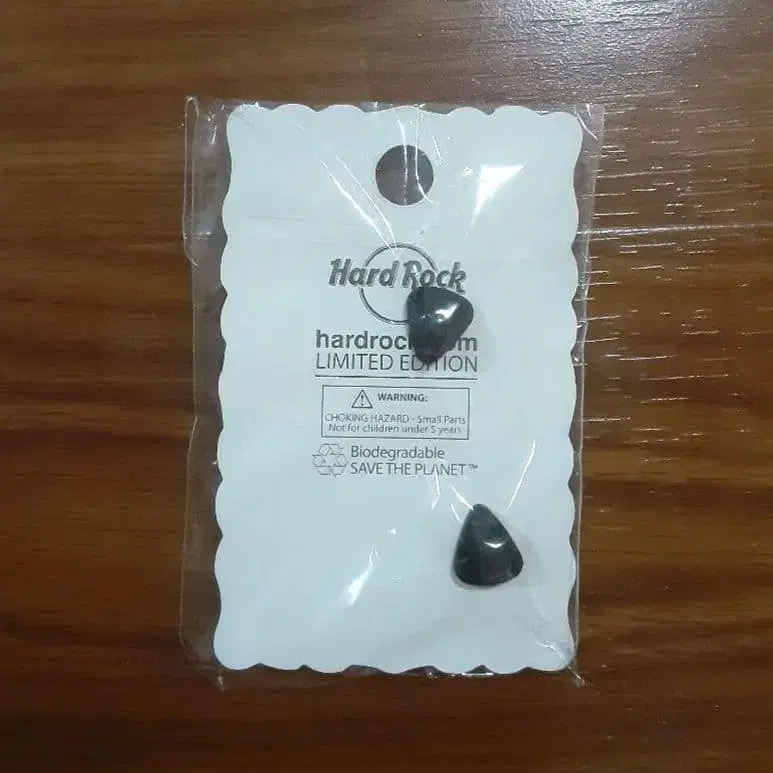 Hard Rock
LIMITED EDITION
WARNING:
CHOKING HAZARD - Small Parts
Not for children under 5 years
Biodegradable
SAVE THE PLANET™